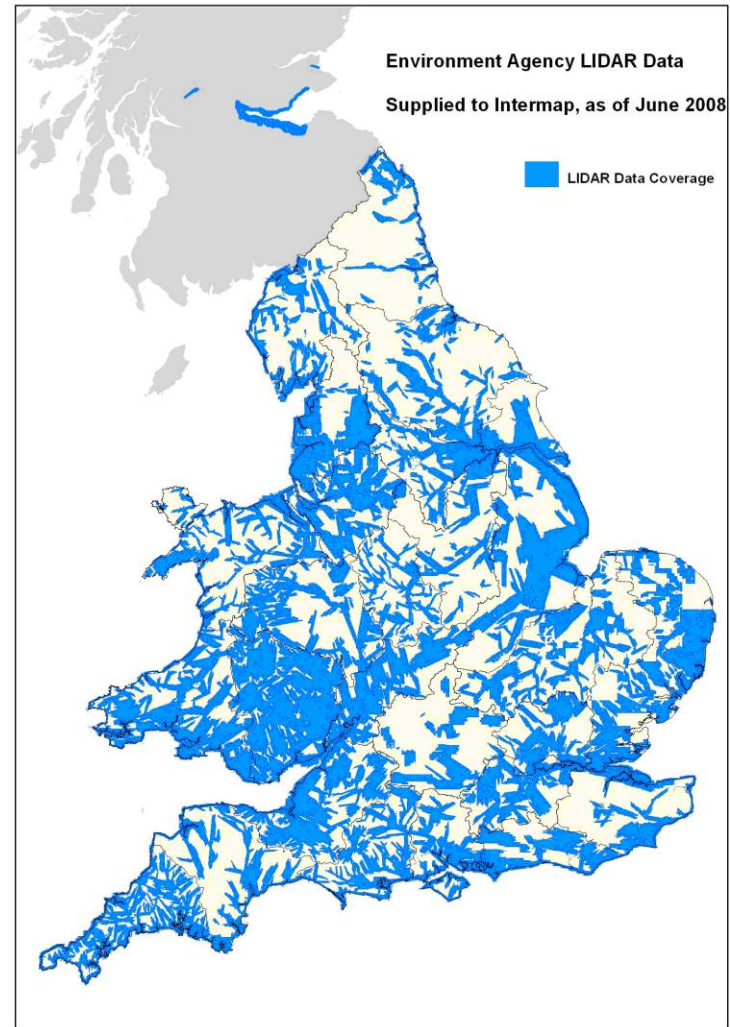 Environment Agency LIDAR Data
Supplied to Intermap, as of June 2008
LIDAR Data Coverage